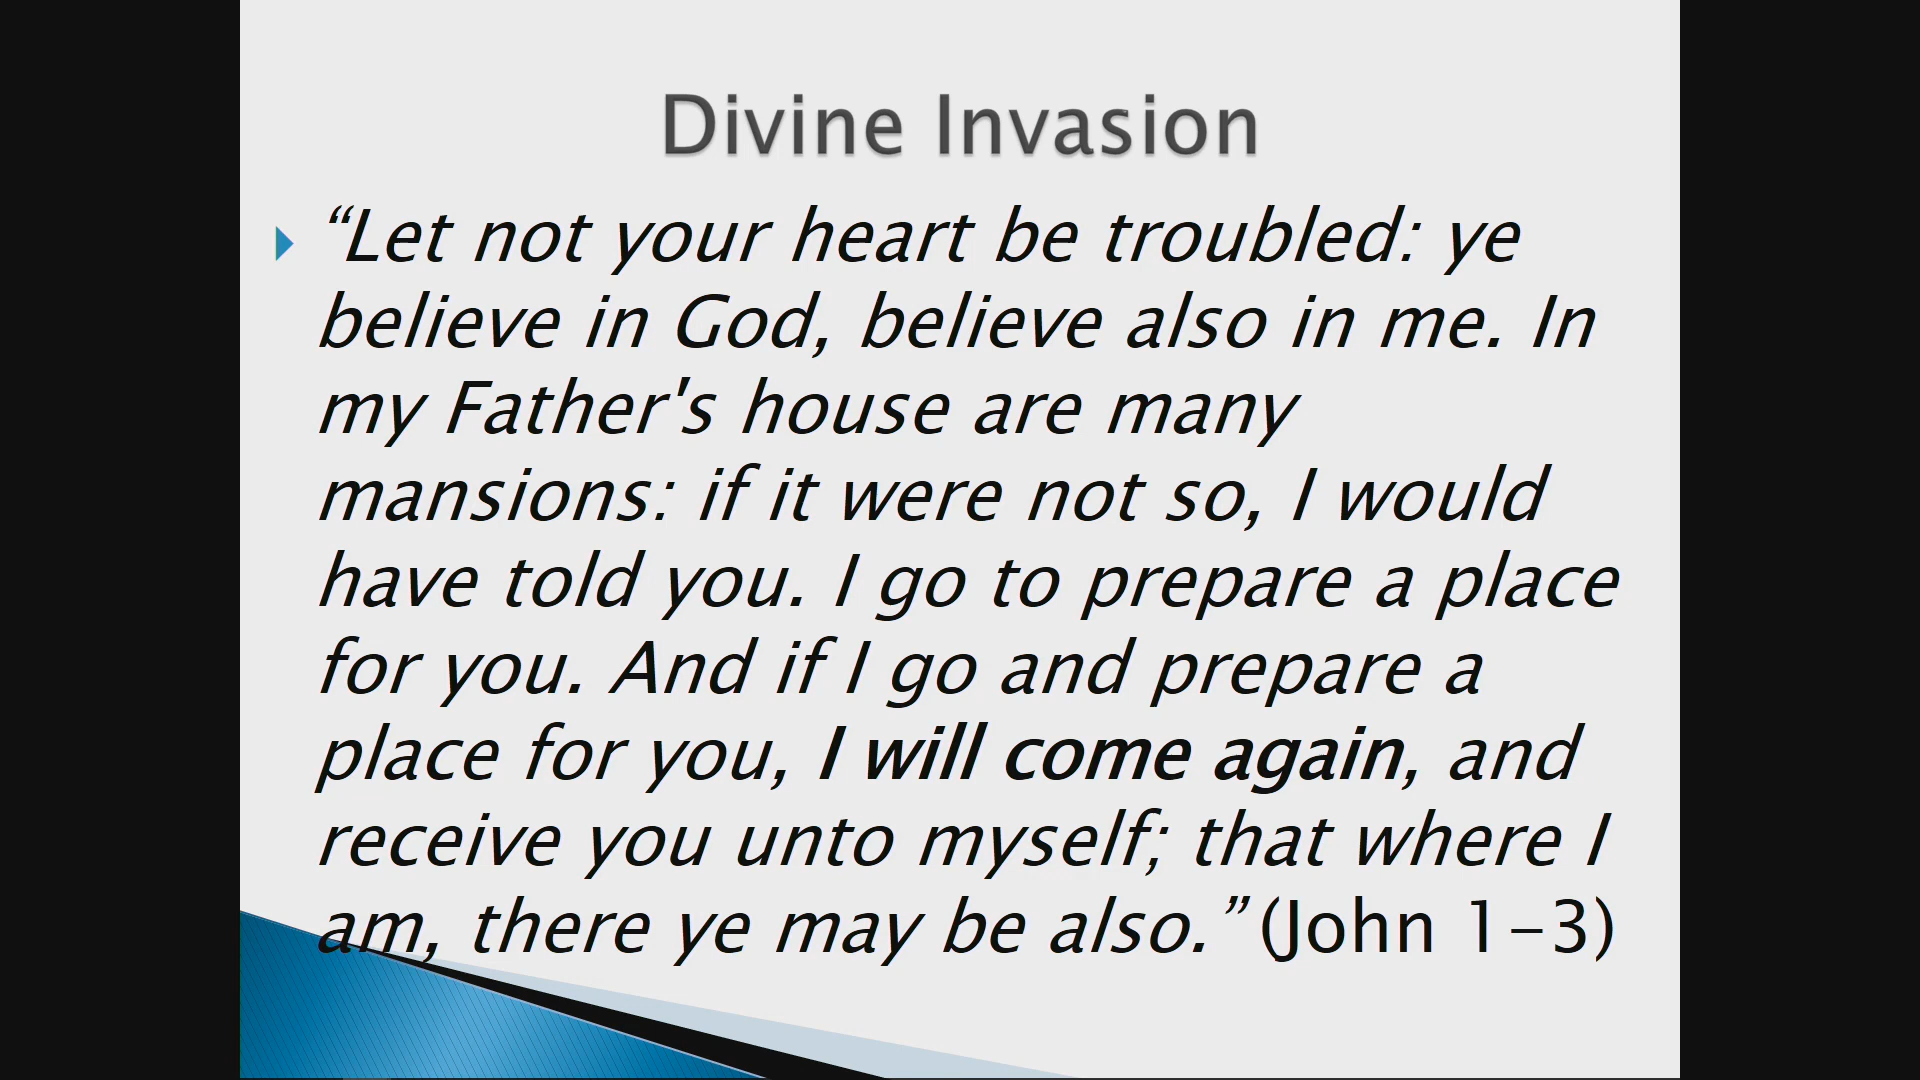 Divine Invasion
“Let not your heart be troubled: ye
believe in God, believe also in me. In
my Father's house are many
mansions: if it were not so, I would
have told you. I go to prepare a place
for you. And if I go and prepare a
place for you, I will come again, and
receive you unto myself; that where I
am, there ye may be also.” (John 1-3)